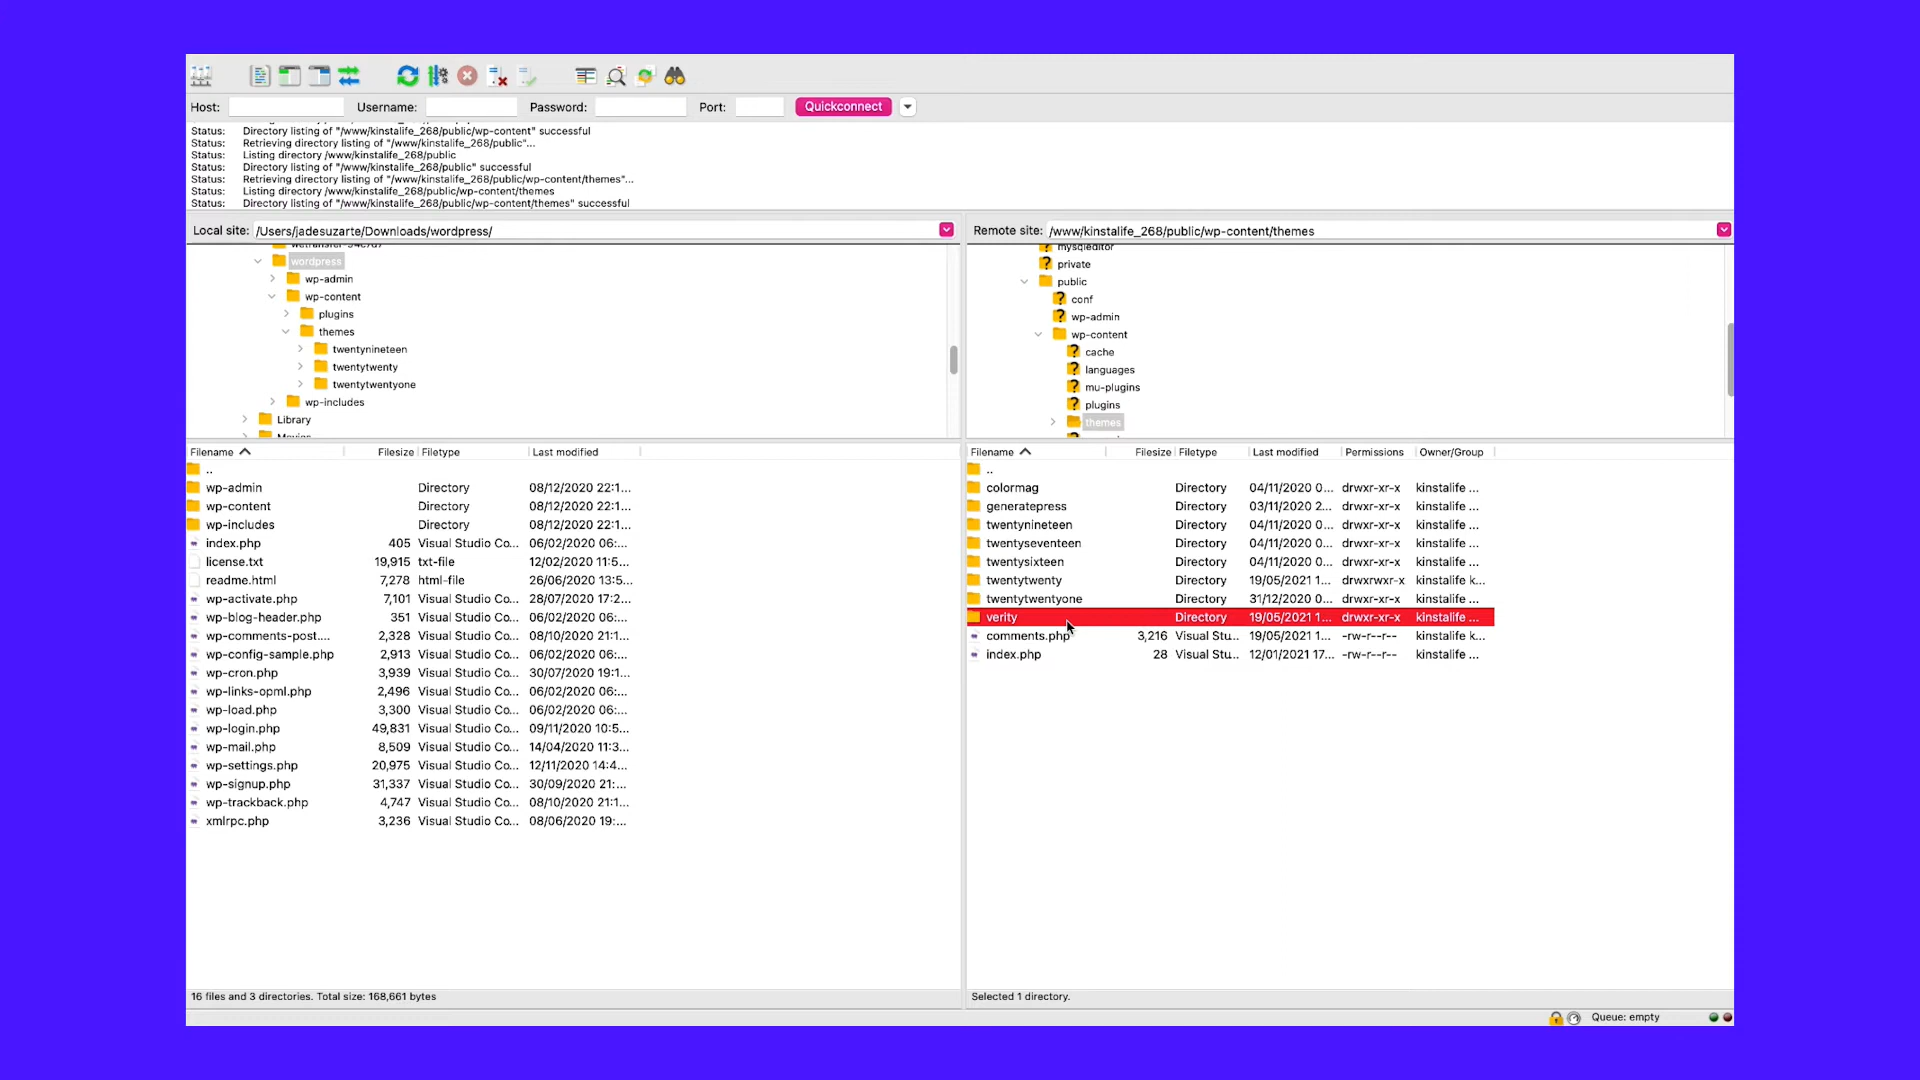 Host: Username: Password: Port: Quickconnect
Status: Directory listing of "/www/kinstalife_268/public/wp-content" successful
Status: Retrieving directory listing of "/www/kinstalife_268/public"...
Status: Listing directory /www/kinstalife_268/public
Status: Directory listing of "/www/kinstalife_268/public" successful
Status: Retrieving directory listing of "/www/kinstalife_268/public/wp-content/themes"...
Status: Listing directory /www/kinstalife_268/public/wp-content/themes
Status: Directory listing of "/www/kinstalife_268/public/wp-content/themes" successful
Local site: /Users/jadesuzarte/Downloads/wordpress/
wordpress
wp-admin
wp-content
plugins
themes
twentynineteen
twentytwenty
twentytwentyone
wp-includes
Library
Filename Filesize Filetype Last modified
..
wp-admin Directory 08/12/2020 22:1...
wp-content Directory 08/12/2020 22:1...
wp-includes Directory 08/12/2020 22:1...
index.php 405 Visual Studio Co... 06/02/2020 06:...
license.txt 19,915 txt-file 12/02/2020 11:5...
readme.html 7,278 html-file 26/06/2020 13:5...
wp-activate.php 7,101 Visual Studio Co... 28/07/2020 17:2...
wp-blog-header.php 351 Visual Studio Co... 06/02/2020 06:...
wp-comments-post.... 2,328 Visual Studio Co... 08/10/2020 21:1...
wp-config-sample.php 2,913 Visual Studio Co... 06/02/2020 06:...
wp-cron.php 3,939 Visual Studio Co... 30/07/2020 19:1...
wp-links-opml.php 2,496 Visual Studio Co... 06/02/2020 06:...
wp-load.php 3,300 Visual Studio Co... 06/02/2020 06:...
wp-login.php 49,831 Visual Studio Co... 09/11/2020 10:5...
wp-mail.php 8,509 Visual Studio Co... 14/04/2020 11:3...
wp-settings.php 20,975 Visual Studio Co... 12/11/2020 14:4...
wp-signup.php 31,337 Visual Studio Co... 30/09/2020 21:...
wp-trackback.php 4,747 Visual Studio Co... 08/10/2020 21:1...
xmlrpc.php 3,236 Visual Studio Co... 08/06/2020 19:...
16 files and 3 directories. Total size: 168,661 bytes
Remote site: /www/kinstalife_268/public/wp-content/themes
mysqleditor
private
public
conf
wp-admin
wp-content
cache
languages
mu-plugins
plugins
themes
Filename Filesize Filetype Last modified Permissions Owner/Group
..
colormag Directory 04/11/2020 0... drwxr-xr-x kinstalife ...
generatepress Directory 03/11/2020 2... drwxr-xr-x kinstalife ...
twentynineteen Directory 04/11/2020 0... drwxr-xr-x kinstalife ...
twentyseventeen Directory 04/11/2020 0... drwxr-xr-x kinstalife ...
twentysixteen Directory 04/11/2020 0... drwxr-xr-x kinstalife ...
twentytwenty Directory 19/05/2021 1... drwxrwxr-x kinstalife k...
twentytwentyone Directory 31/12/2020 0... drwxr-xr-x kinstalife ...
verity Directory 19/05/2021 1... drwxr-xr-x kinstalife ...
comments.php 3,216 Visual Stu... 19/05/2021 1... -rw-r--r-- kinstalife k...
index.php 28 Visual Stu... 12/01/2021 17... -rw-r--r-- kinstalife ...
Selected 1 directory.
Queue: empty